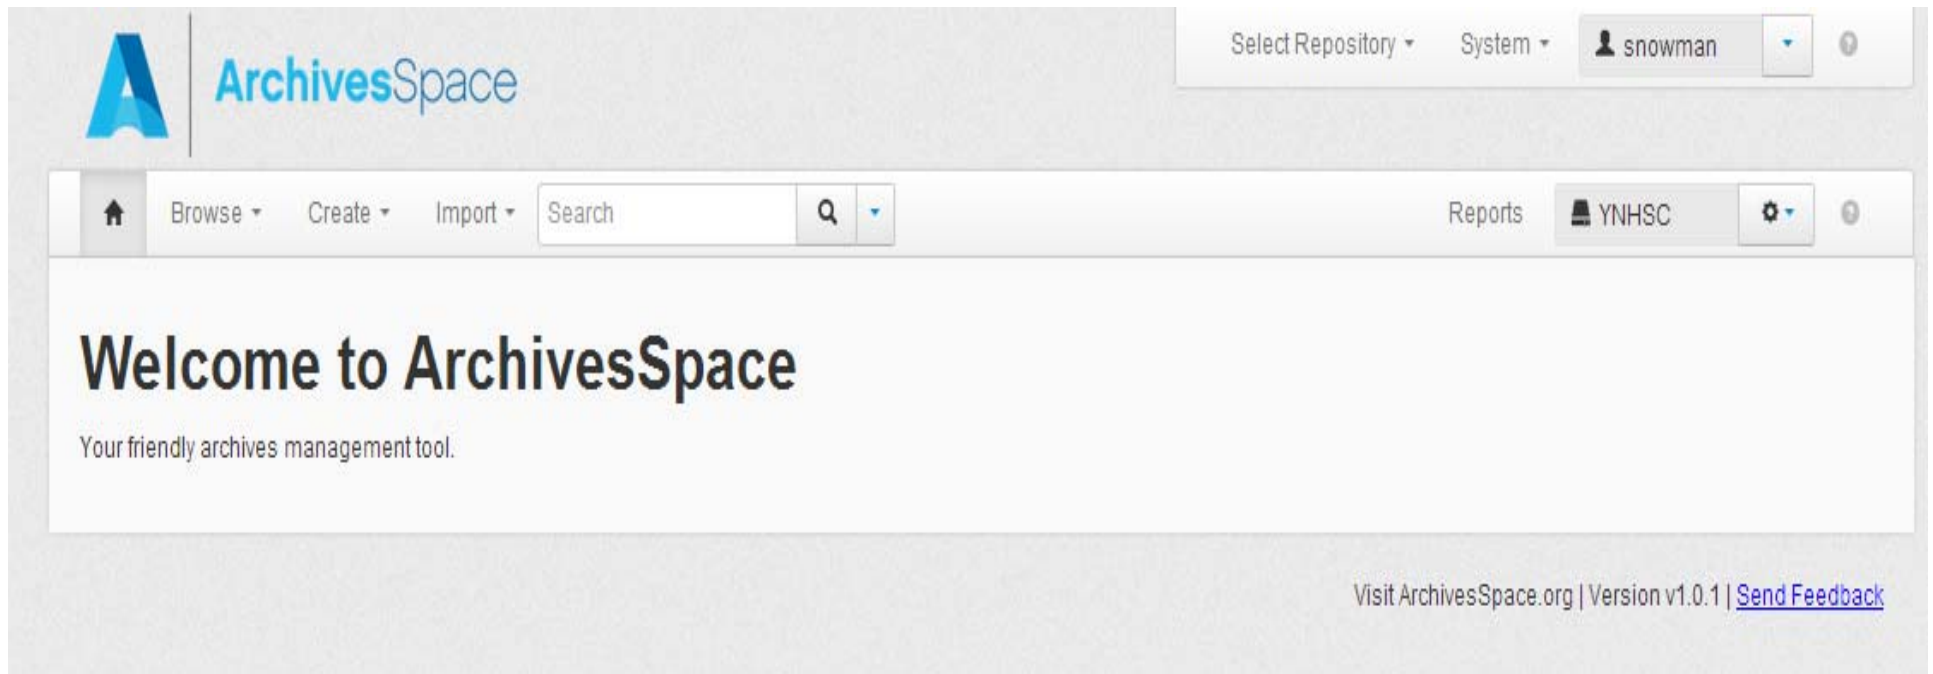 ArchivesSpace
Select Repository System snowman
Browse Create Import Search Reports YNHSC
Welcome to ArchivesSpace
Your friendly archives management tool.
Visit ArchivesSpace.org | Version v1.0.1 | Send Feedback